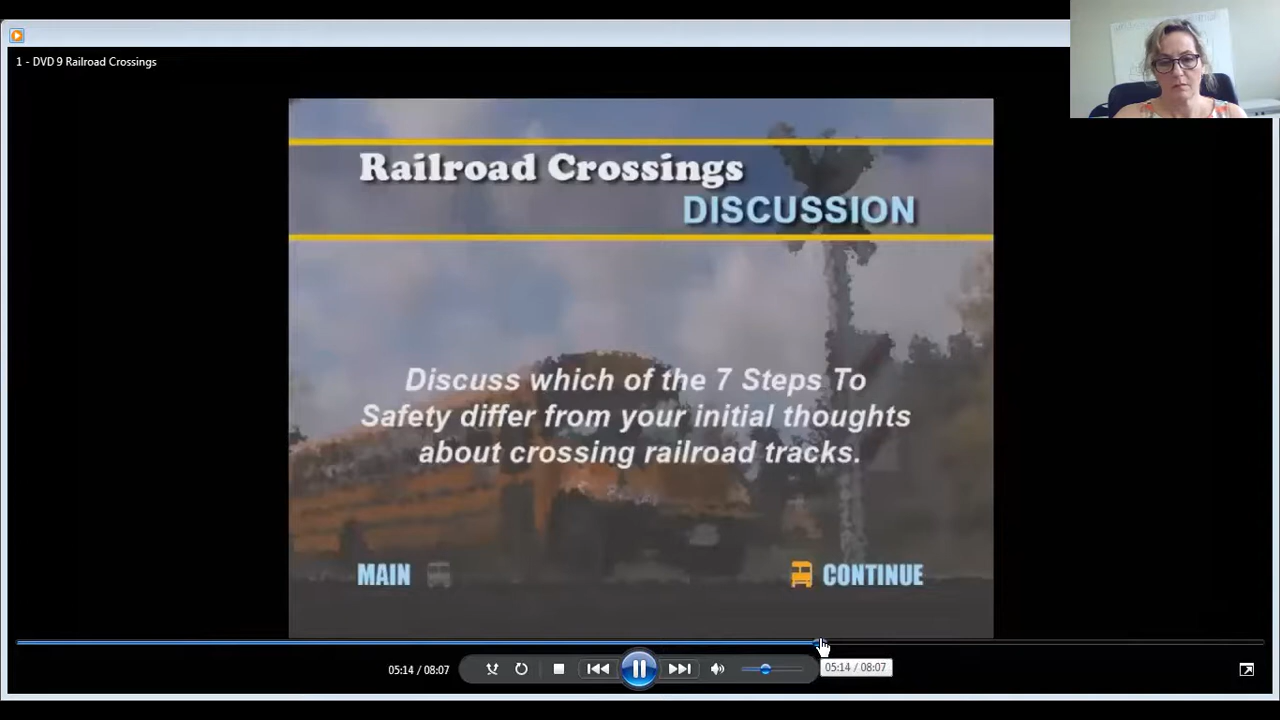 1 - DVD 9 Railroad Crossings
Railroad Crossings
DISCUSSION
Discuss which of the 7 Steps To
Safety differ from your initial thoughts
about crossing railroad tracks.
MAIN
CONTINUE
05:14 / 08:07
05:14 / 08:07